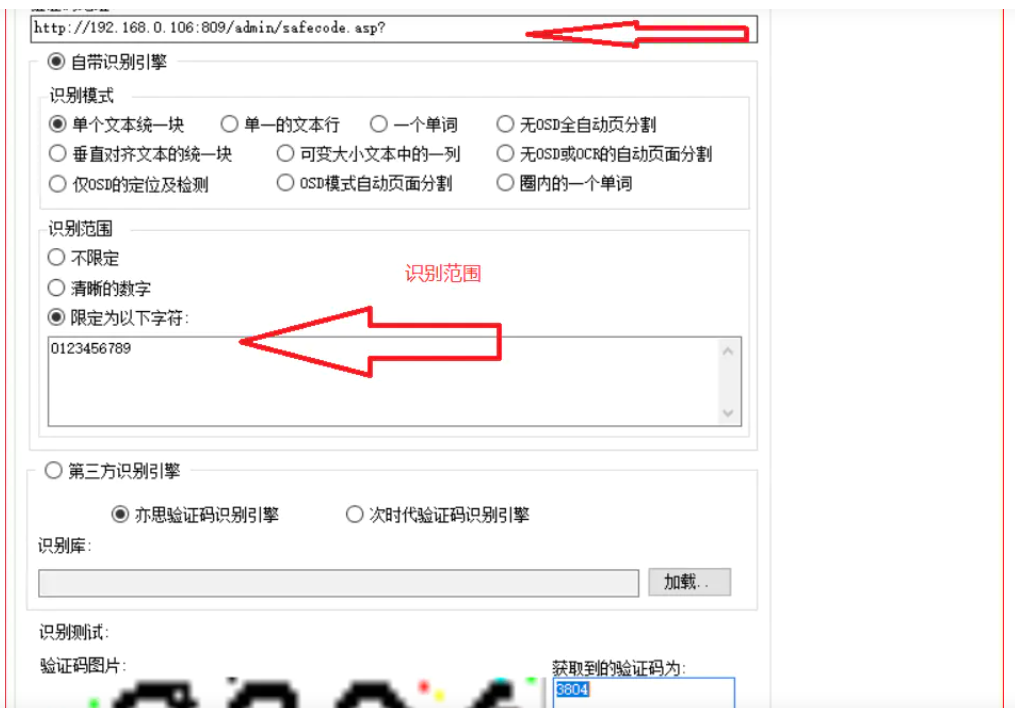 http://192.168.0.106:809/admin/safecode.asp?
自带识别引擎
识别模式
单个文本统一块 单一的文本行 一个单词 无OSD全自动页分割
垂直对齐文本的统一块 可变大小文本中的一列 无OSD或OCR的自动页面分割
仅OSD的定位及检测 OSD模式自动页面分割 圈内的一个单词
识别范围
不限定
识别范围
清晰的数字
限定为以下字符:
0123456789
第三方识别引擎
亦思验证码识别引擎 次时代验证码识别引擎
识别库:
加载..
识别测试:
验证码图片: 获取到的验证码为:
3804